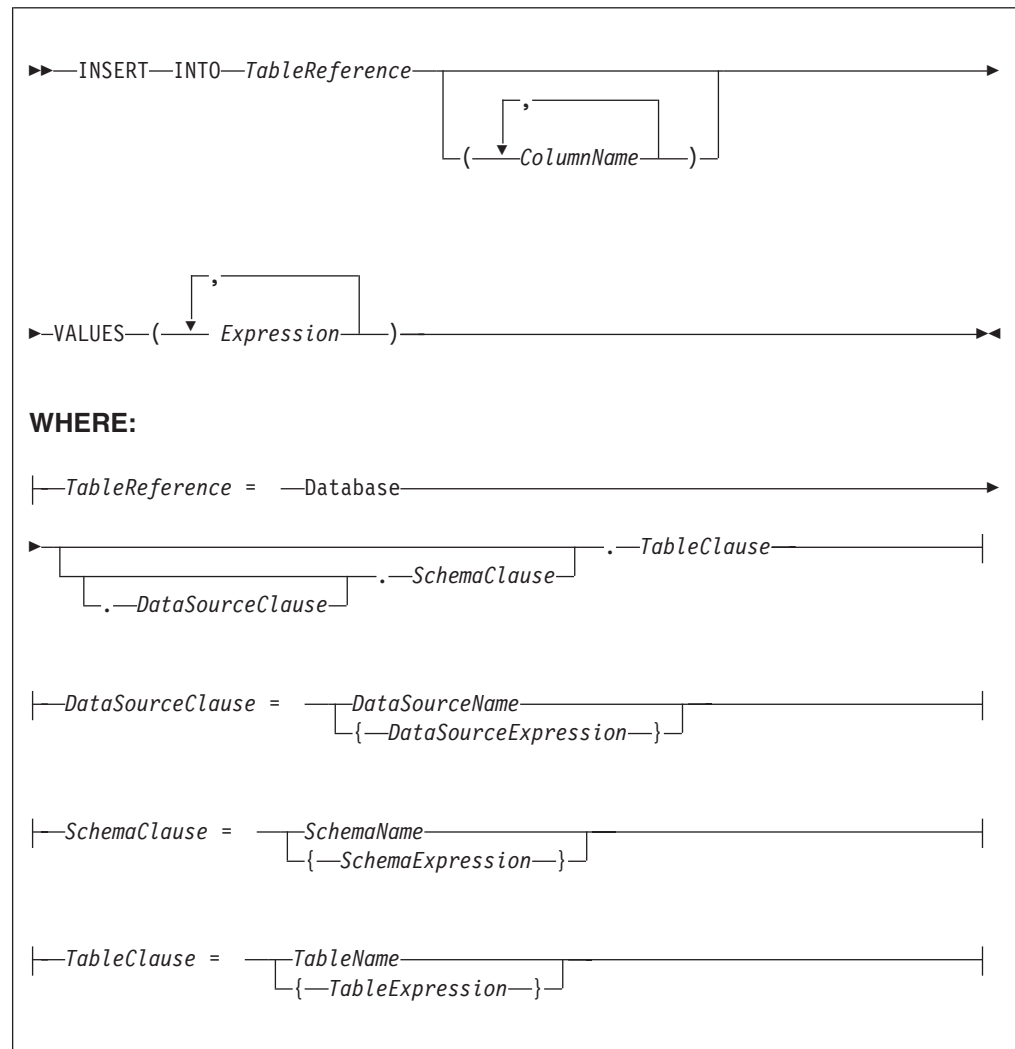 INSERT INTO TableReference
,
( ColumnName )
,
VALUES ( Expression )
WHERE:
TableReference = Database
. TableClause
. SchemaClause
. DataSourceClause
DataSourceClause = DataSourceName
{ DataSourceExpression }
SchemaClause = SchemaName
{ SchemaExpression }
TableClause = TableName
{ TableExpression }